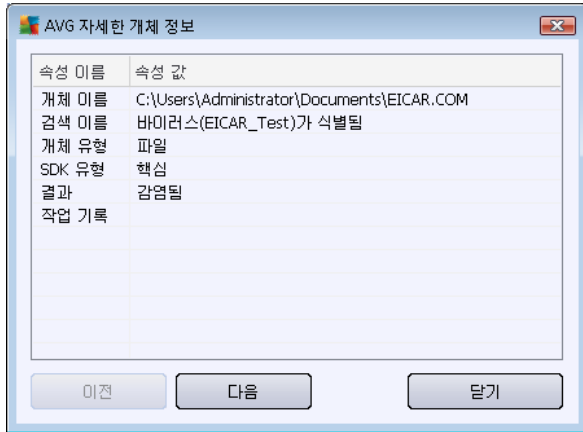 AVG 자세한 개체 정보
속성 이름 속성 값
개체 이름 C:\Users\Administrator\Documents\EICAR.COM
검색 이름 바이러스(EICAR_Test)가 식별됨
개체 유형 파일
SDK 유형 핵심
결과 감염됨
작업 기록
이전 다음 닫기